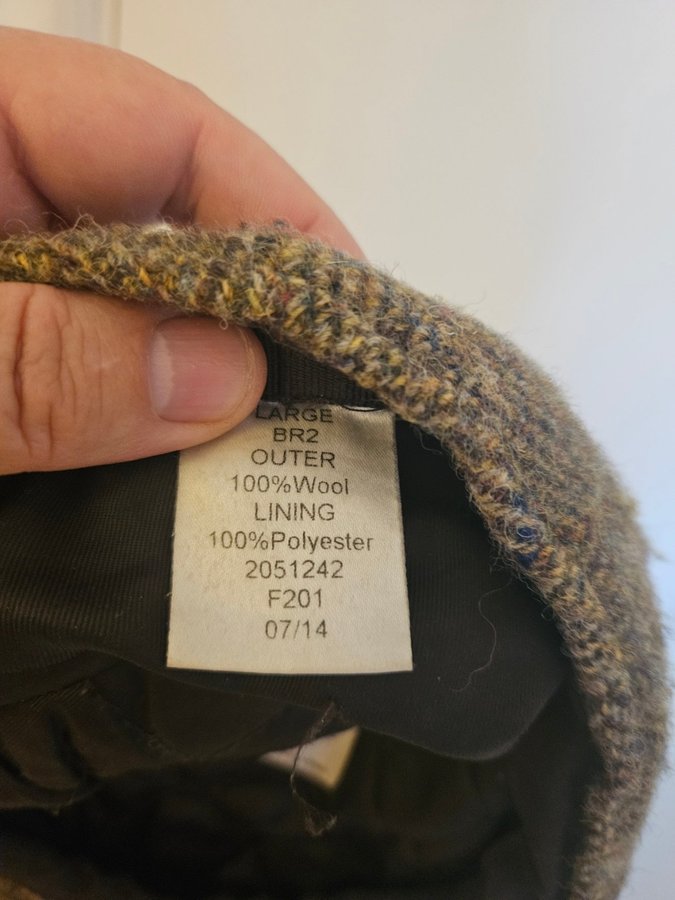 LARGE
BR2
OUTER
100%Wool
LINING
100%Polyester
2051242
F201
07/14